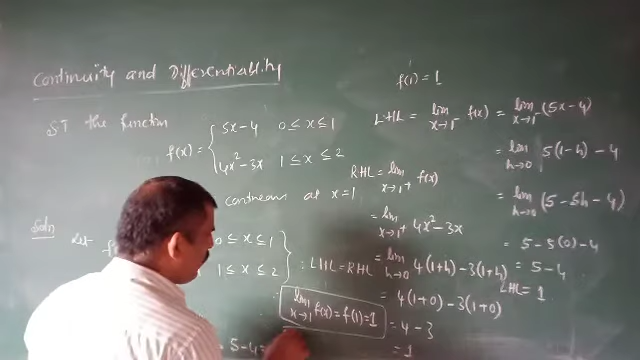 Continuity and Differentiability
ST the function
f(x) = { 5x-4 0 ≤ x ≤ 1
4x² - 3x 1 ≤ x ≤ 2
continous at x = 1
Soln Let f
0 ≤ x ≤ 1
1 ≤ x ≤ 2
= 5-4 =
f(1) = 1
LHL = lim x→1⁻ f(x) = lim x→1⁻ (5x-4)
= lim h→0 5(1-h) - 4
= lim h→0 (5-5h-4)
= 5-5(0)-4
= 5-4
LHL = 1
RHL = lim x→1⁺ f(x)
= lim x→1⁺ 4x² - 3x
= lim h→0 4(1+h) - 3(1+h)
= 4(1+0) - 3(1+0)
= 4-3
= 1
∴ LHL = RHL
lim x→1 f(x) = f(1) = 1